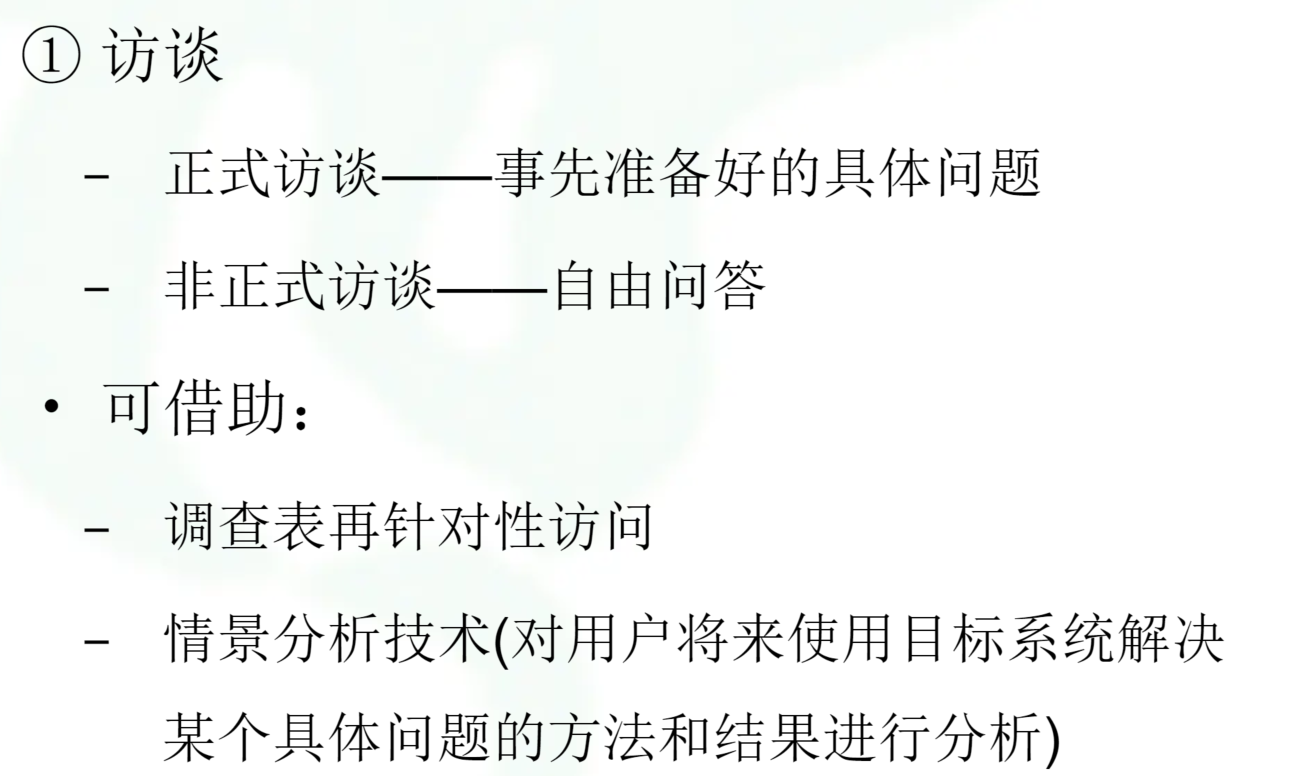 ① 访谈
– 正式访谈——事先准备好的具体问题
– 非正式访谈——自由问答
• 可借助：
– 调查表再针对性访问
– 情景分析技术(对用户将来使用目标系统解决
某个具体问题的方法和结果进行分析)